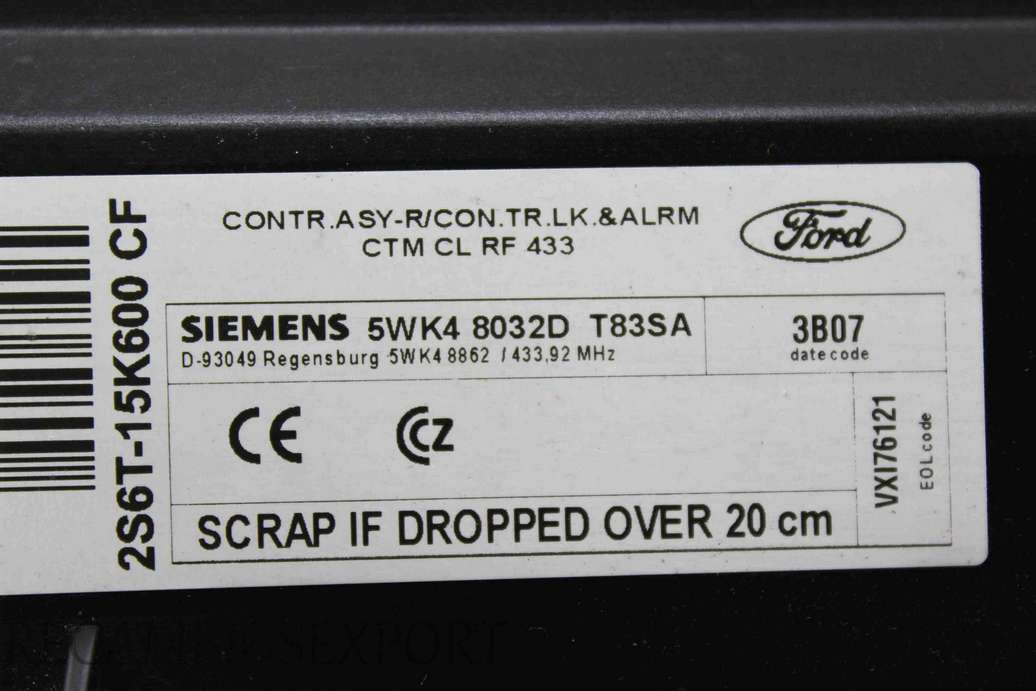 CONTR.ASY-R/CON.TR.LK.&ALRM
CTM CL RF 433
Ford
2S6T-15K600 CF
SIEMENS 5WK4 8032D T83SA
D-93049 Regensburg 5WK4 8862 / 433,92 MHz
3B07
datecode
CE
CZ
VXI76121
EOLcode
SCRAP IF DROPPED OVER 20 cm